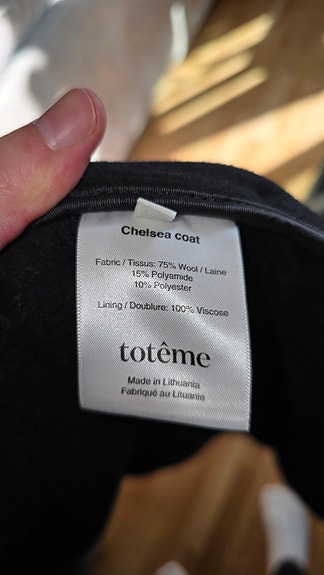 Chelsea coat
Fabric / Tissus: 75% Wool / Laine
15% Polyamide
10% Polyester
Lining / Doublure: 100% Viscose
totême
Made in Lithuania
Fabriqué au Lituanie